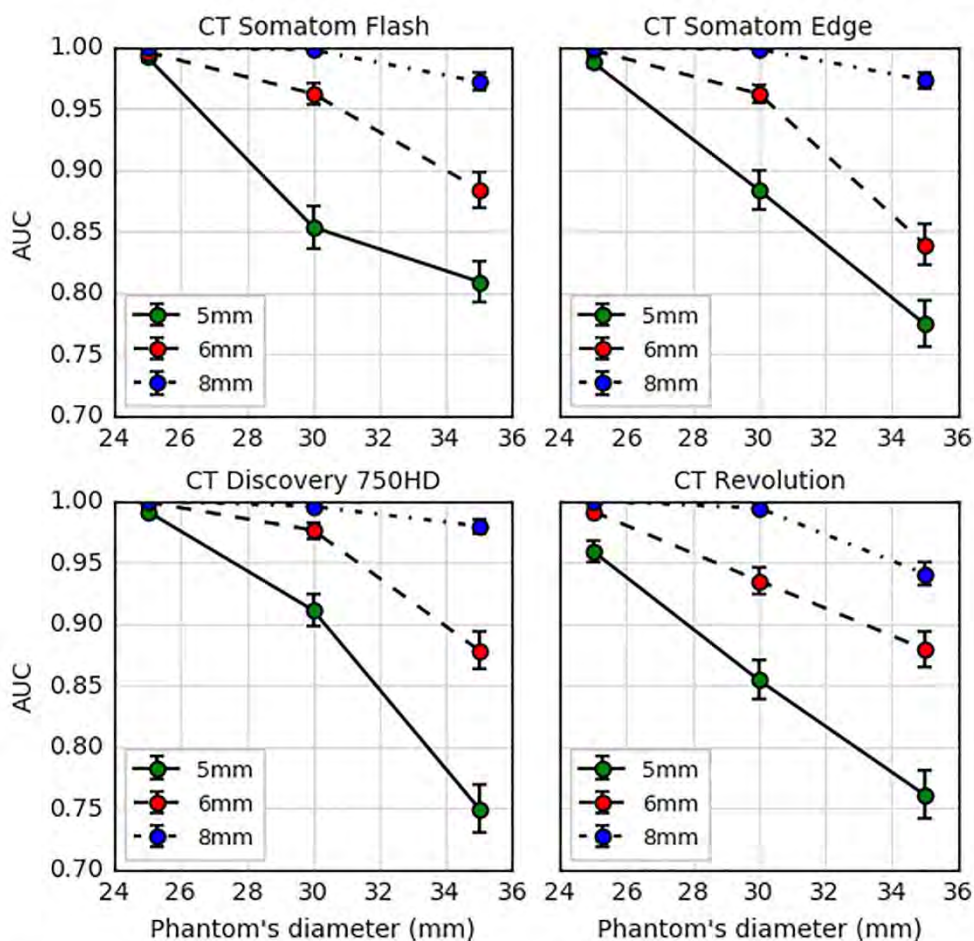 CT Somatom Flash
CT Somatom Edge
1.00
0.95
0.90
0.85
0.80
0.75
0.70
AUC
5mm
6mm
8mm
5mm
6mm
8mm
24 26 28 30 32 34 36
24 26 28 30 32 34 36
CT Discovery 750HD
CT Revolution
1.00
0.95
0.90
0.85
0.80
0.75
0.70
AUC
5mm
6mm
8mm
5mm
6mm
8mm
24 26 28 30 32 34 36
24 26 28 30 32 34 36
Phantom's diameter (mm)
Phantom's diameter (mm)